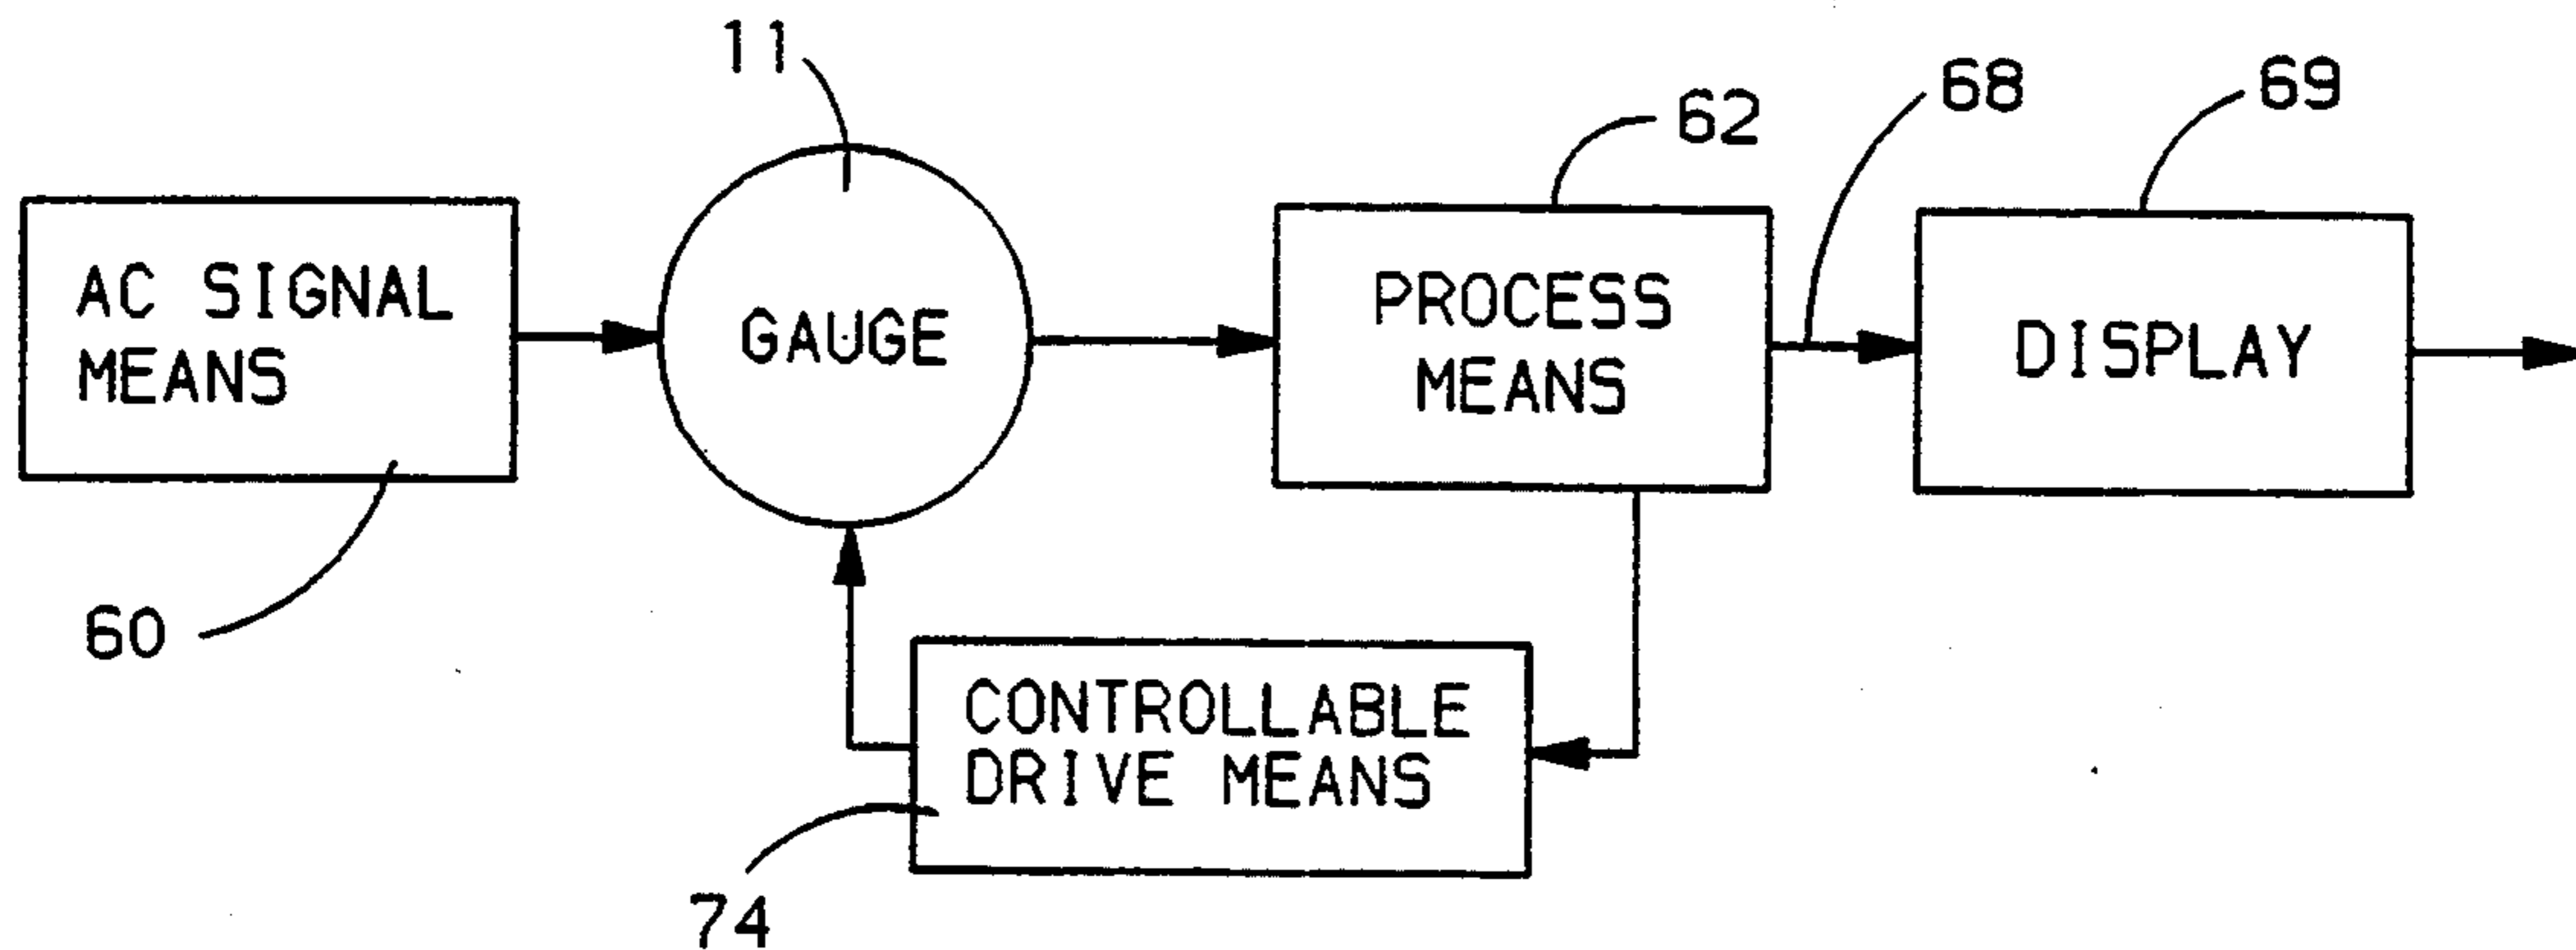 11
68
69
62
AC SIGNAL
MEANS
GAUGE
PROCESS
MEANS
DISPLAY
60
CONTROLLABLE
DRIVE MEANS
74